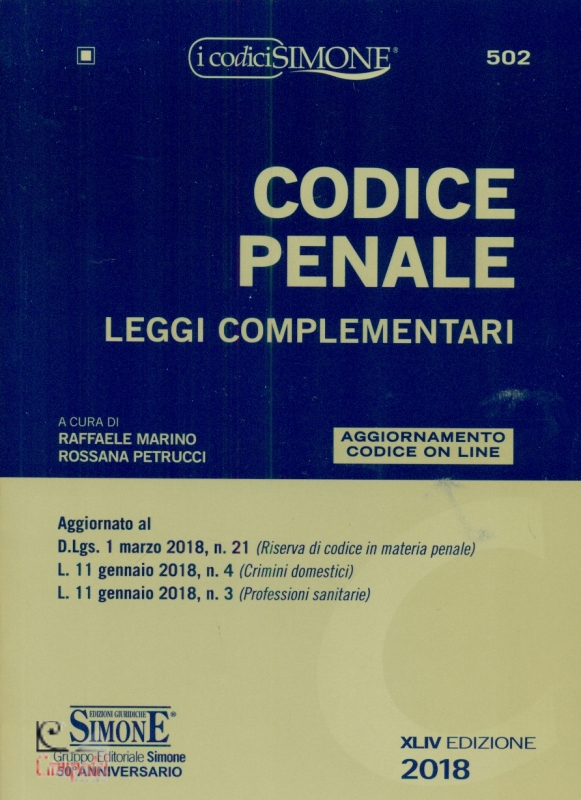 i codici SIMONE®
502
CODICE
PENALE
LEGGI COMPLEMENTARI
A CURA DI
RAFFAELE MARINO
ROSSANA PETRUCCI
AGGIORNAMENTO
CODICE ON LINE
Aggiornato al
D.Lgs. 1 marzo 2018, n. 21 (Riserva di codice in materia penale)
L. 11 gennaio 2018, n. 4 (Crimini domestici)
L. 11 gennaio 2018, n. 3 (Professioni sanitarie)
EDIZIONI GIURIDICHE
SIMONE®
Gruppo Editoriale Simone
50°ANNIVERSARIO
XLIV EDIZIONE
2018